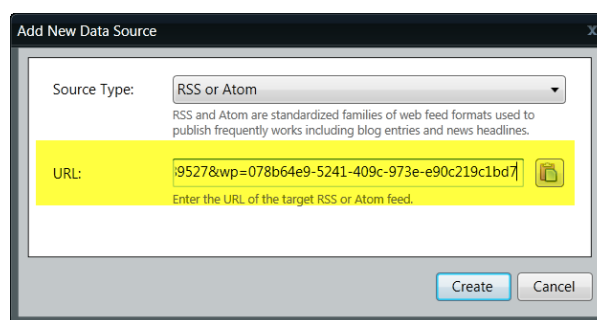 Add New Data Source x
Source Type: RSS or Atom
RSS and Atom are standardized families of web feed formats used to
publish frequently works including blog entries and news headlines.
URL: 9527&wp=078b64e9-5241-409c-973e-e90c219c1bd7
Enter the URL of the target RSS or Atom feed.
Create Cancel